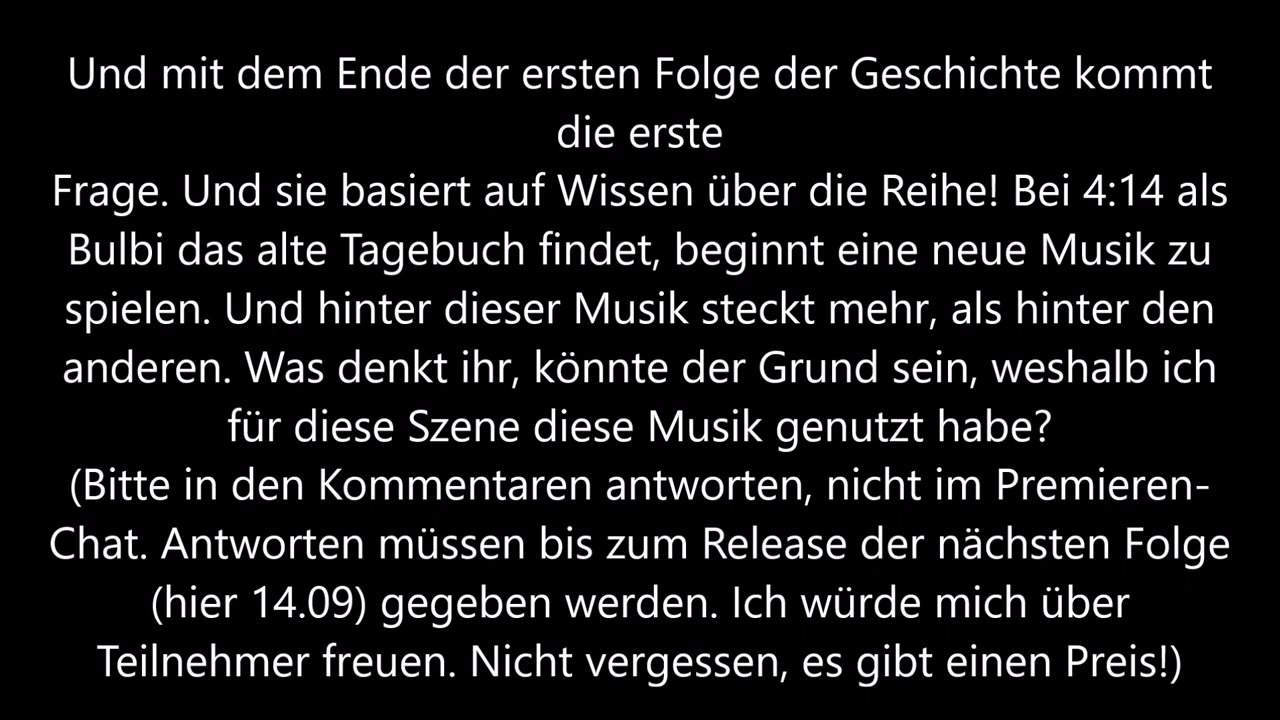 Und mit dem Ende der ersten Folge der Geschichte kommt
die erste
Frage. Und sie basiert auf Wissen über die Reihe! Bei 4:14 als
Bulbi das alte Tagebuch findet, beginnt eine neue Musik zu
spielen. Und hinter dieser Musik steckt mehr, als hinter den
anderen. Was denkt ihr, könnte der Grund sein, weshalb ich
für diese Szene diese Musik genutzt habe?
(Bitte in den Kommentaren antworten, nicht im Premieren-
Chat. Antworten müssen bis zum Release der nächsten Folge
(hier 14.09) gegeben werden. Ich würde mich über
Teilnehmer freuen. Nicht vergessen, es gibt einen Preis!)